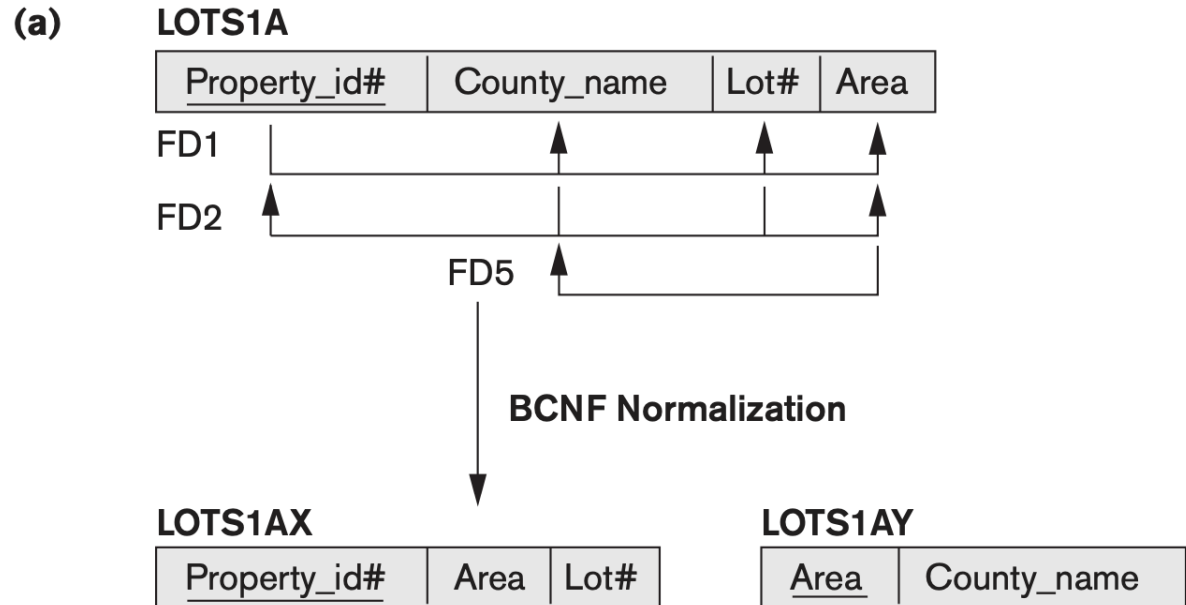 (a) LOTS1A
Property_id# County_name Lot# Area
FD1
FD2
FD5
BCNF Normalization
LOTS1AX LOTS1AY
Property_id# Area Lot# Area County_name